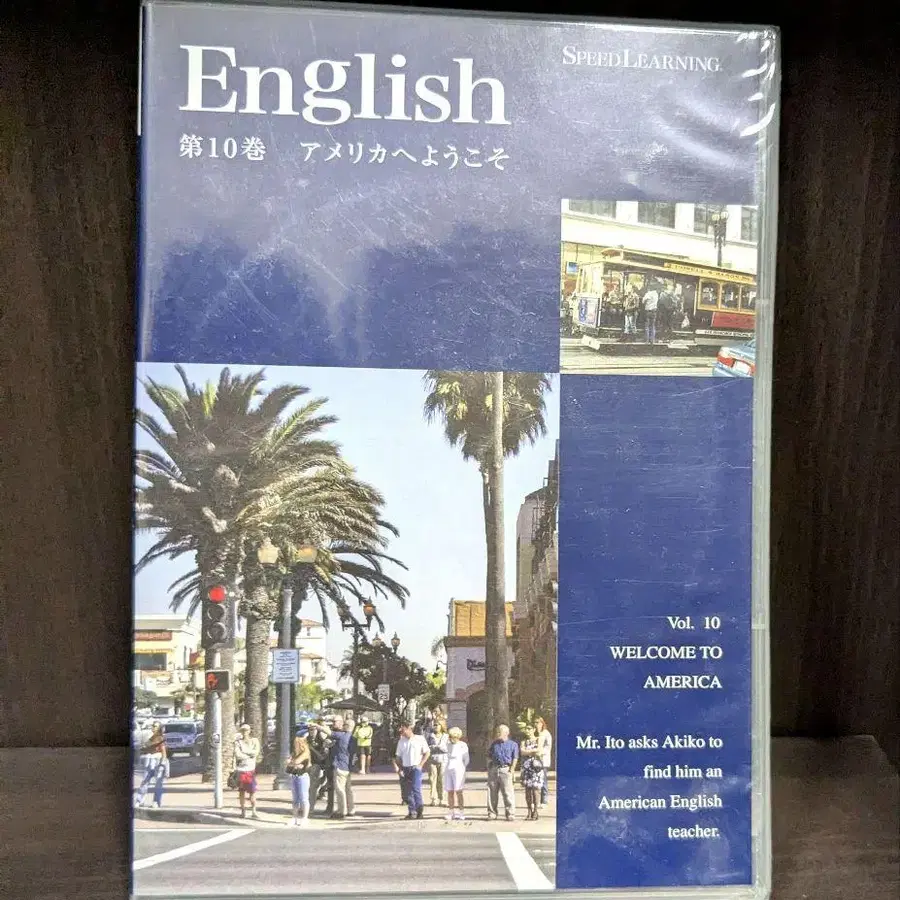 English
SPEEDLEARNING
第10巻　アメリカへようこそ
Vol. 10
WELCOME TO
AMERICA
Mr. Ito asks Akiko to
find him an
American English
teacher.